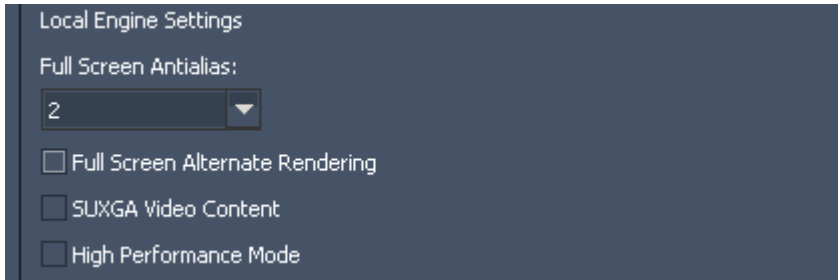 Local Engine Settings
Full Screen Antialias:
2
Full Screen Alternate Rendering
SUXGA Video Content
High Performance Mode